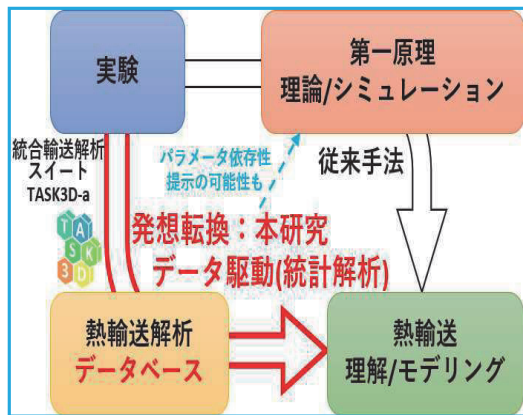 実験
第一原理
理論/シミュレーション
統合輸送解析
スイート
TASK3D-a
パラメータ依存性
提示の可能性も
従来手法
TA
SK
3D
発想転換：本研究
データ駆動(統計解析)
熱輸送解析
データベース
熱輸送
理解/モデリング